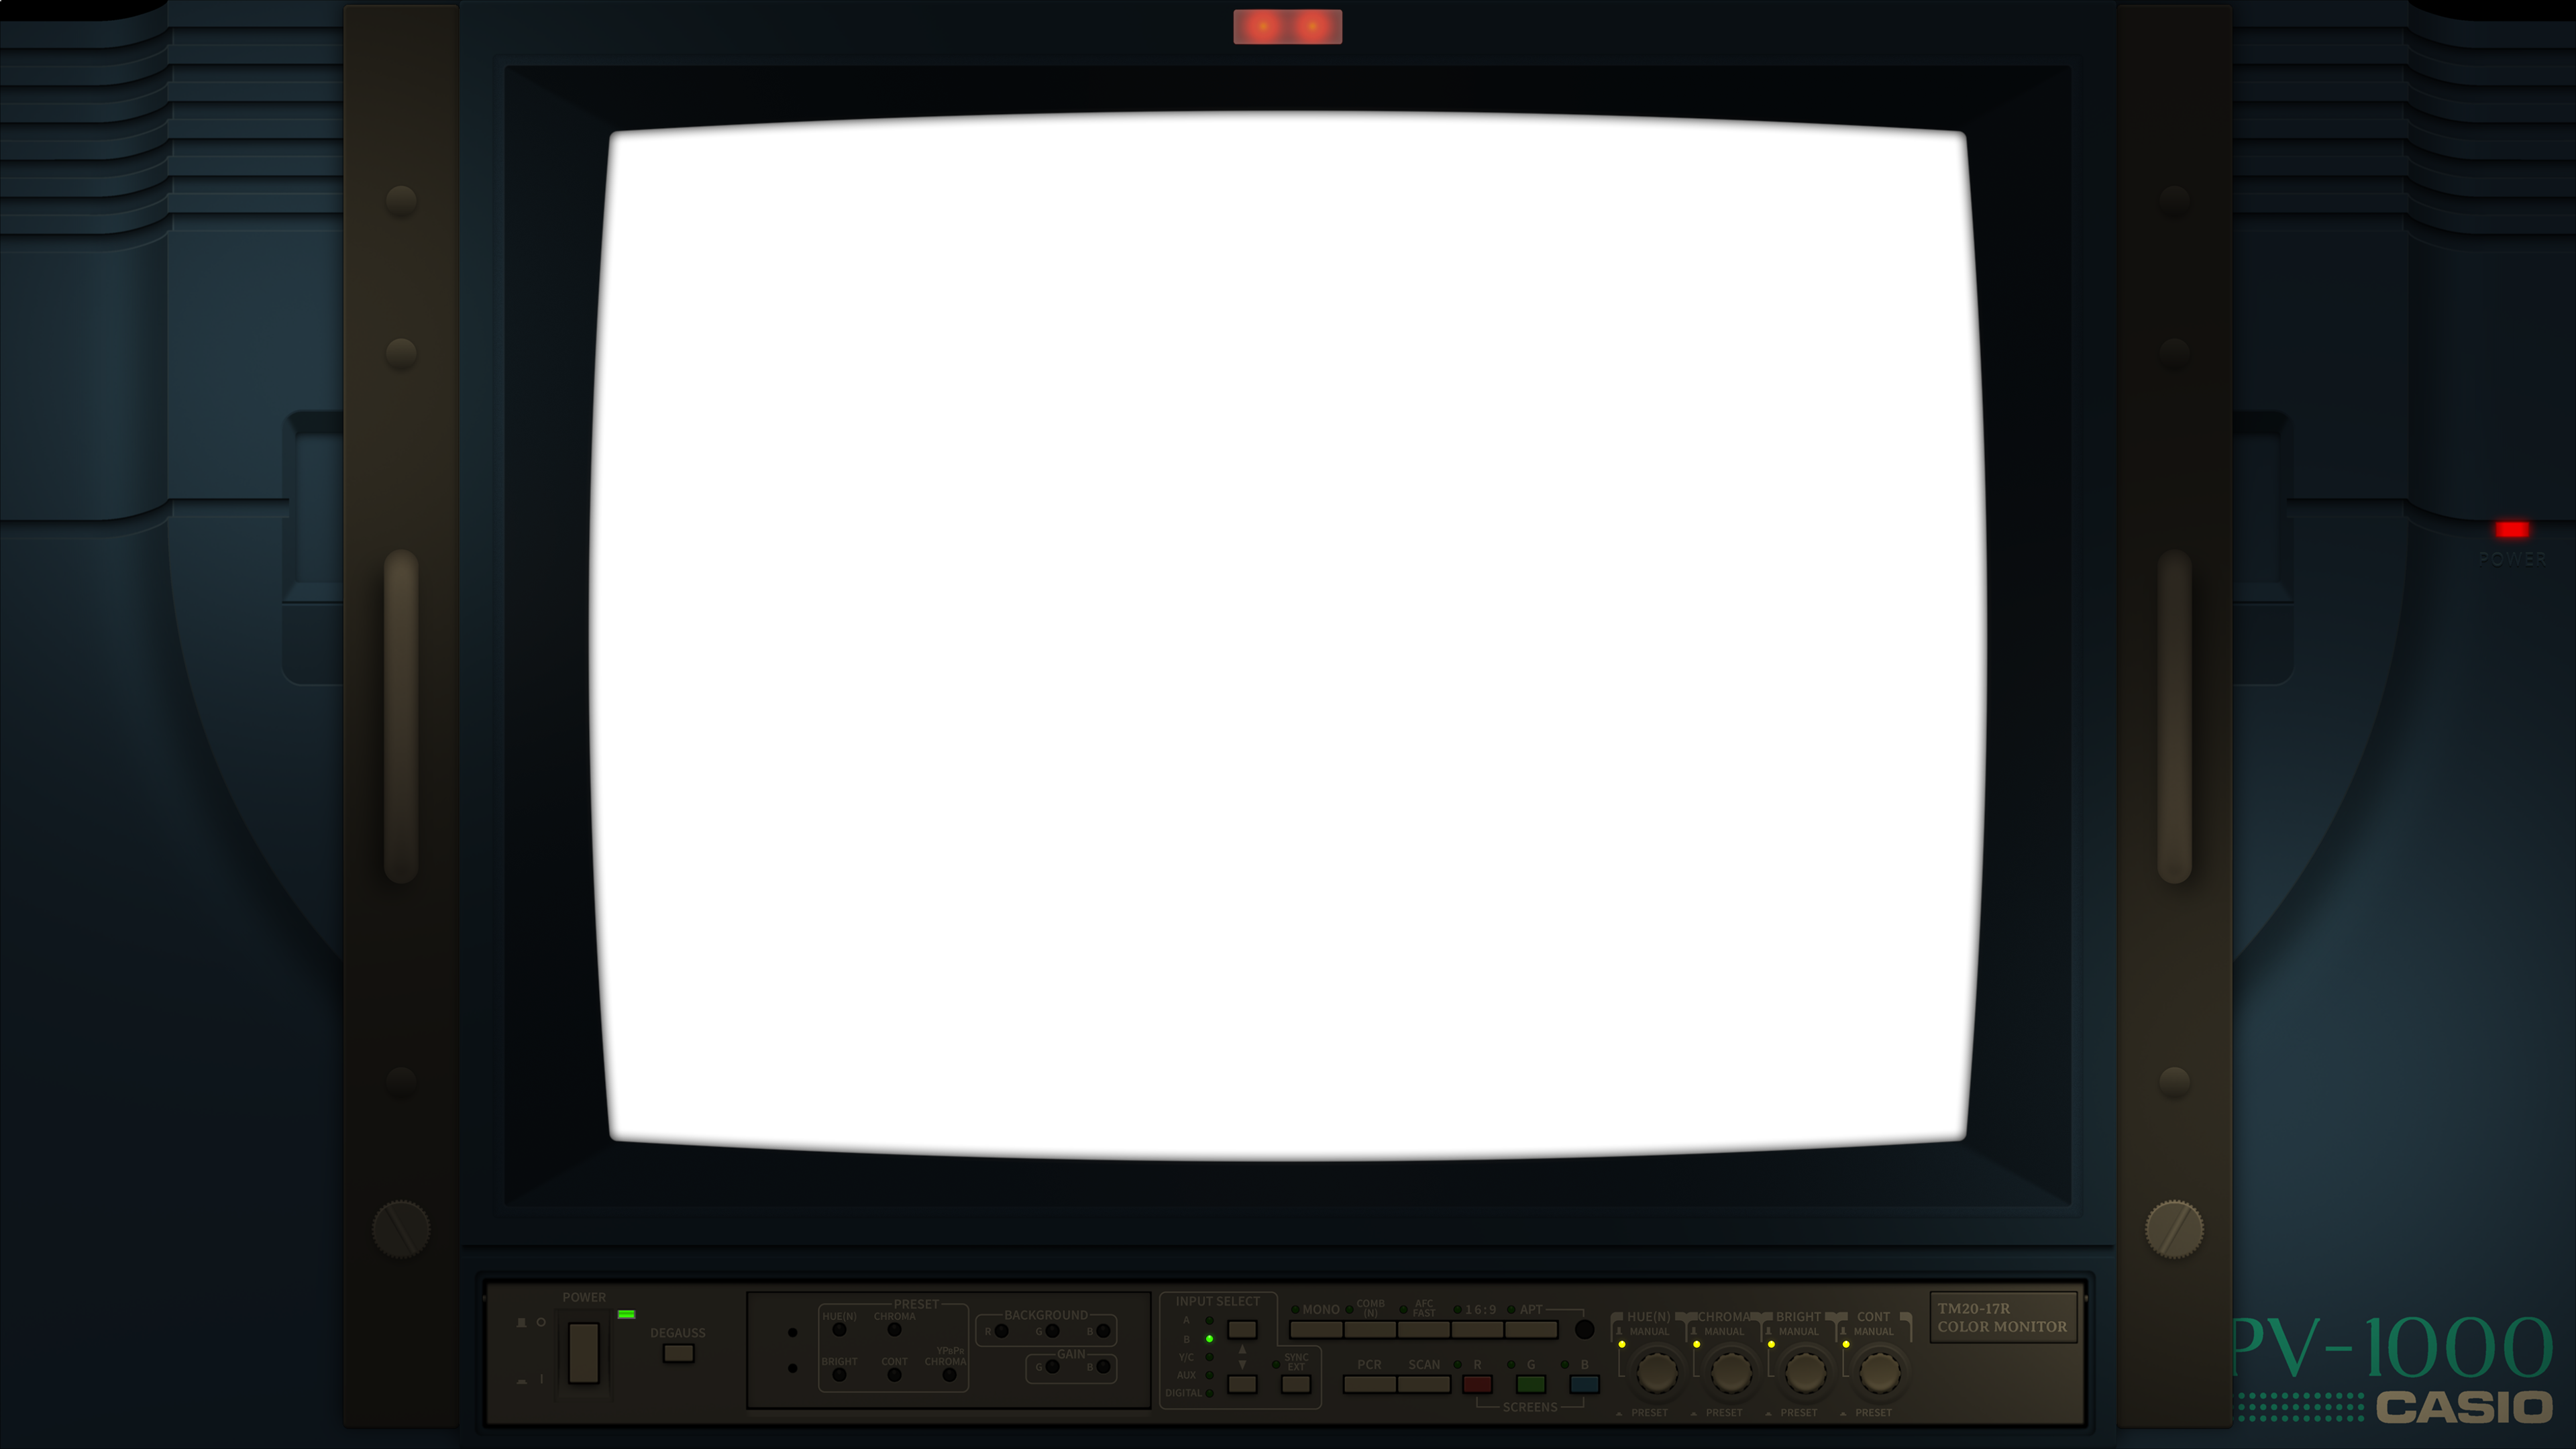 POWER
POWER
DEGAUSS
PRESET
HUE(N) CHROMA
BRIGHT CONT YPBPR CHROMA
BACKGROUND
R G B
GAIN
G B
INPUT SELECT
A
B
Y/C
AUX
DIGITAL
SYNC EXT
MONO COMB (N) AFC FAST 16:9 APT
PCR SCAN R G B
SCREENS
HUE(N) CHROMA BRIGHT CONT
MANUAL MANUAL MANUAL MANUAL
PRESET PRESET PRESET PRESET
TM20-17R
COLOR MONITOR
PV-1000
CASIO